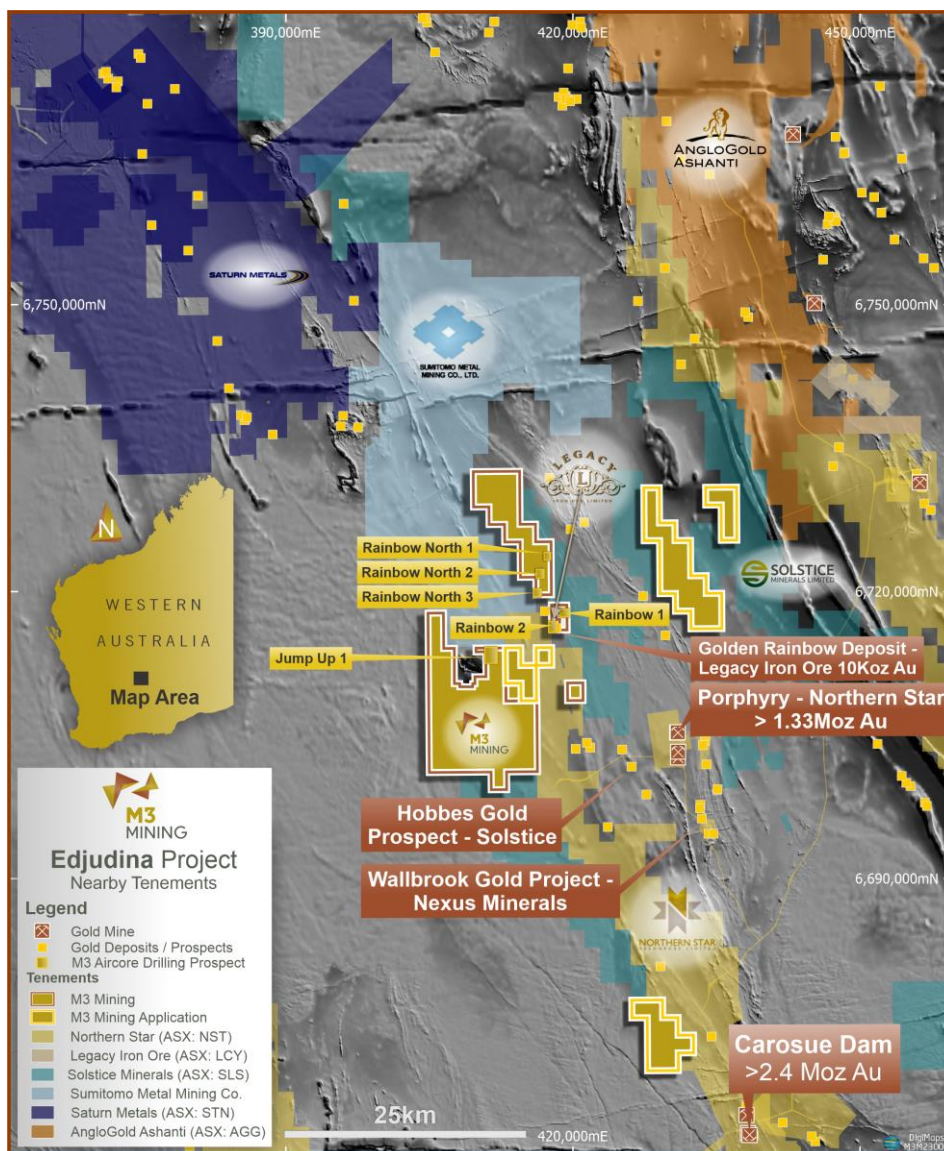 390,000mE
420,000mE
450,000mE
ANGLOGOLD
ASHANTI
SATURN METALS
6,750,000mN
6,750,000mN
SUMITOMO METAL
MINING CO., LTD.
LEGACY
L
IRON ORE LIMITED
N
WESTERN
AUSTRALIA
Map Area
Rainbow North 1
Rainbow North 2
Rainbow North 3
Rainbow 1
Rainbow 2
Jump Up 1
SOLSTICE
MINERALS LIMITED
6,720,000mN
Golden Rainbow Deposit -
Legacy Iron Ore 10Koz Au
Porphyry - Northern Star
> 1.33Moz Au
M3
MINING
Hobbes Gold
Prospect - Solstice
Wallbrook Gold Project -
Nexus Minerals
6,690,000mN
NORTHERN STAR
RESOURCES LIMITED
Carosue Dam
>2.4 Moz Au
M3
MINING
Edjudina Project
Nearby Tenements
Legend
Gold Mine
Gold Deposits / Prospects
M3 Aircore Drilling Prospect
Tenements
M3 Mining
M3 Mining Application
Northern Star (ASX: NST)
Legacy Iron Ore (ASX: LCY)
Solstice Minerals (ASX: SLS)
Sumitomo Metal Mining Co.
Saturn Metals (ASX: STN)
AngloGold Ashanti (ASX: AGG)
25km
420,000mE
DigiMaps